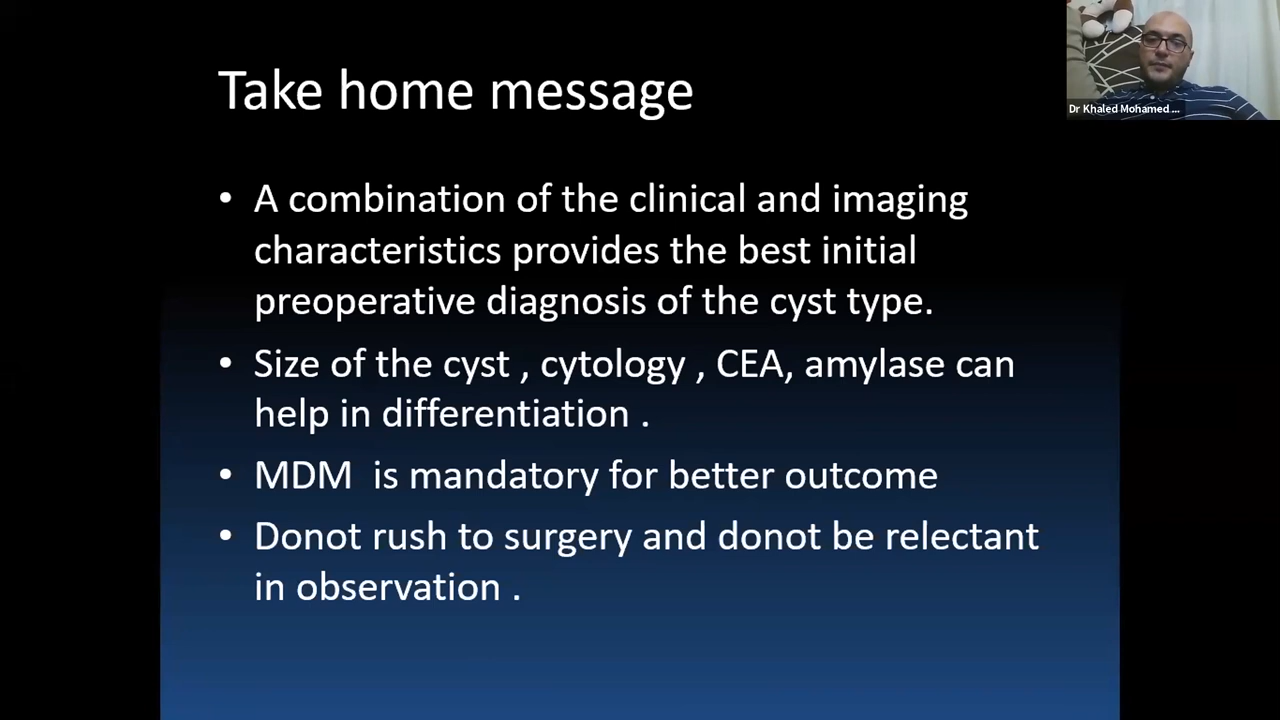 Take home message
Dr Khaled Mohamed ...
• A combination of the clinical and imaging
characteristics provides the best initial
preoperative diagnosis of the cyst type.
• Size of the cyst , cytology , CEA, amylase can
help in differentiation .
• MDM  is mandatory for better outcome
• Donot rush to surgery and donot be relectant
in observation .